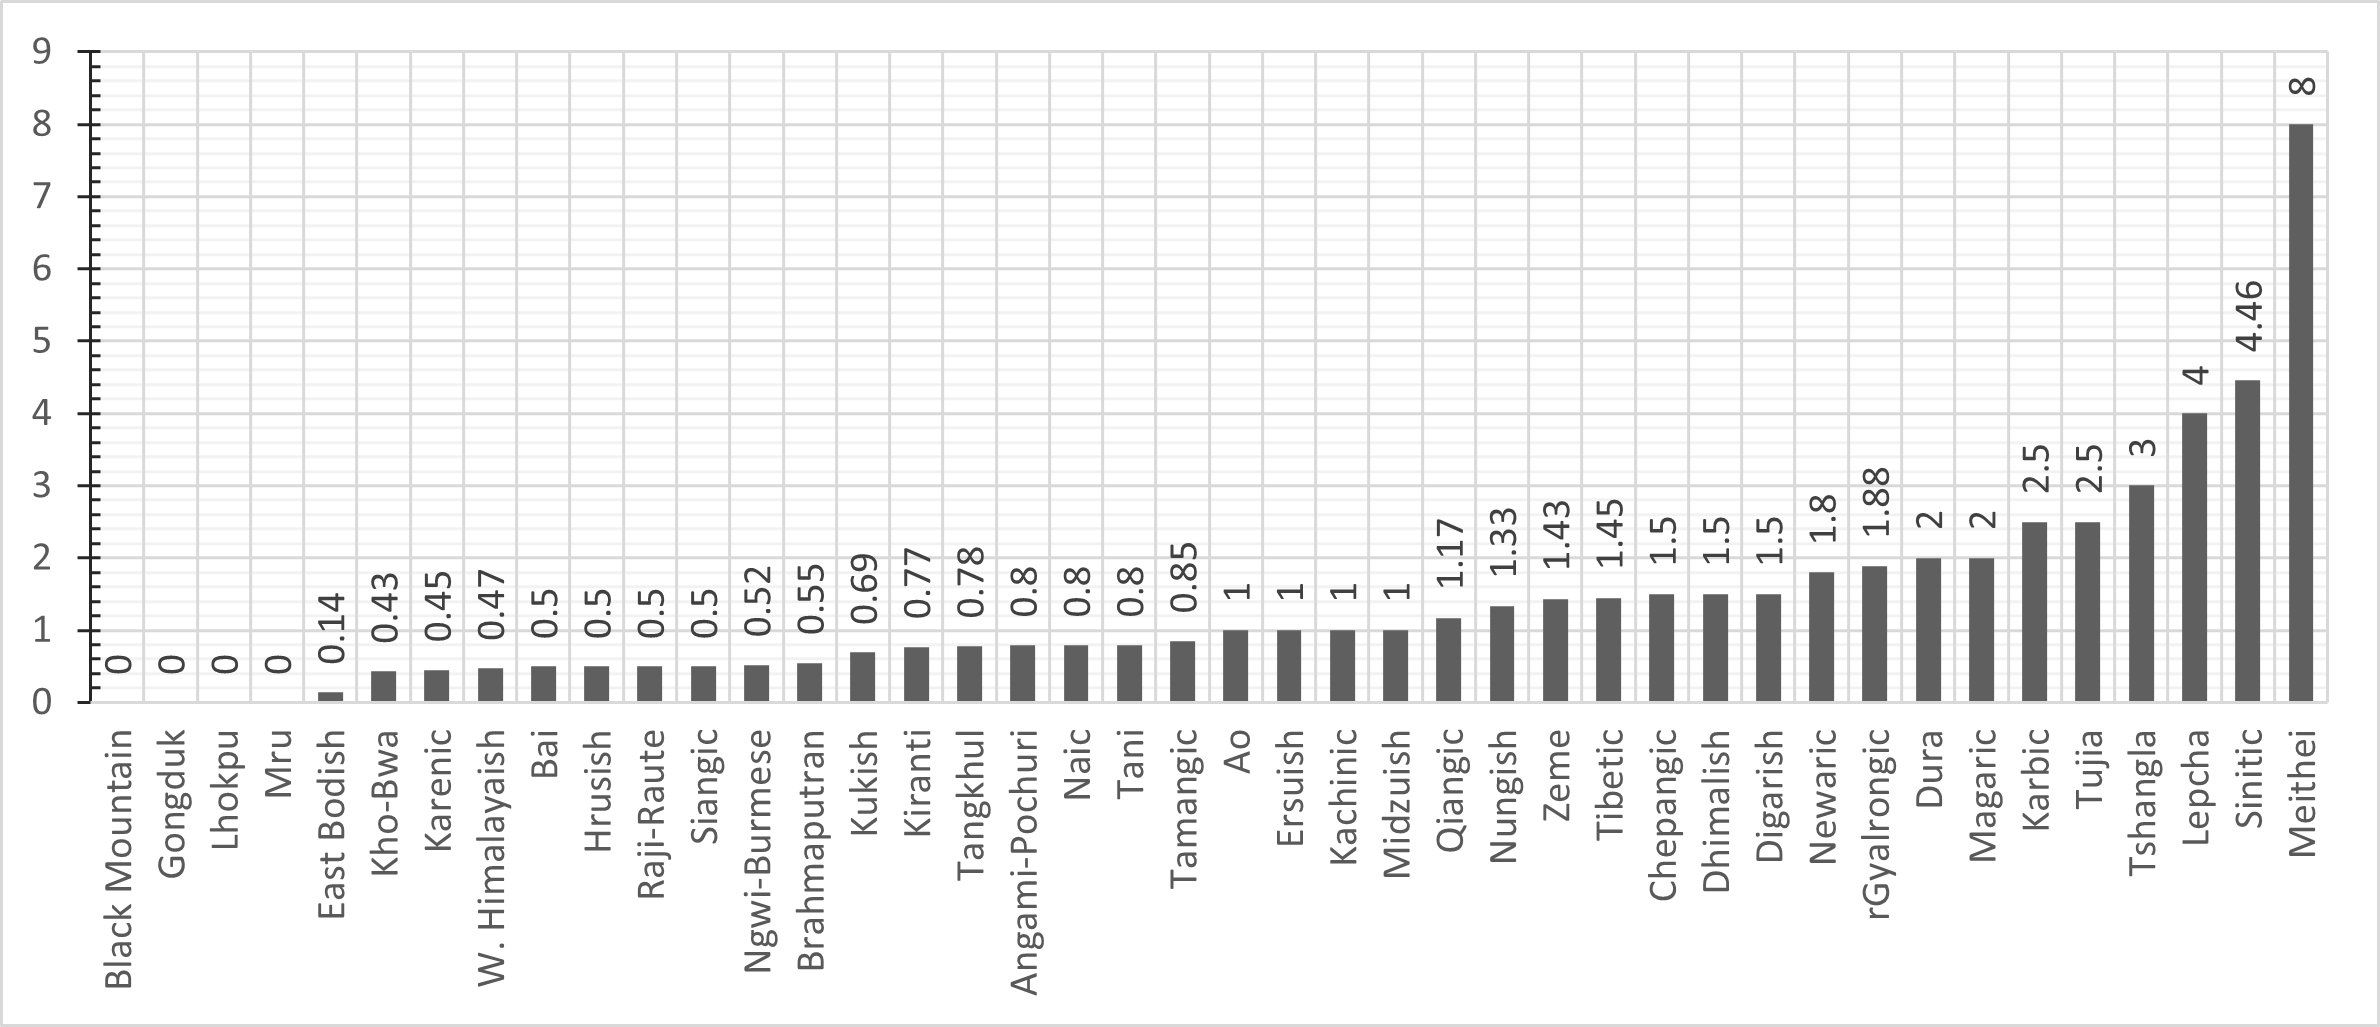 9
8
7
6
5
4
3
2
1
0
0
0
0
0
0.14
0.43
0.45
0.47
0.5
0.5
0.5
0.5
0.52
0.55
0.69
0.77
0.78
0.8
0.8
0.8
0.85
1
1
1
1
1.17
1.33
1.43
1.45
1.5
1.5
1.5
1.8
1.88
2
2
2.5
2.5
3
4
4.46
8
Black Mountain
Gongduk
Lhokpu
Mru
East Bodish
Kho-Bwa
Karenic
W. Himalayaish
Bai
Hrusish
Raji-Raute
Siangic
Ngwi-Burmese
Brahmaputran
Kukish
Kiranti
Tangkhul
Angami-Pochuri
Naic
Tani
Tamangic
Ao
Ersuish
Kachinic
Midzuish
Qiangic
Nungish
Zeme
Tibetic
Chepangic
Dhimalish
Digarish
Newaric
rGyalrongic
Dura
Magaric
Karbic
Tujia
Tshangla
Lepcha
Sinitic
Meithei